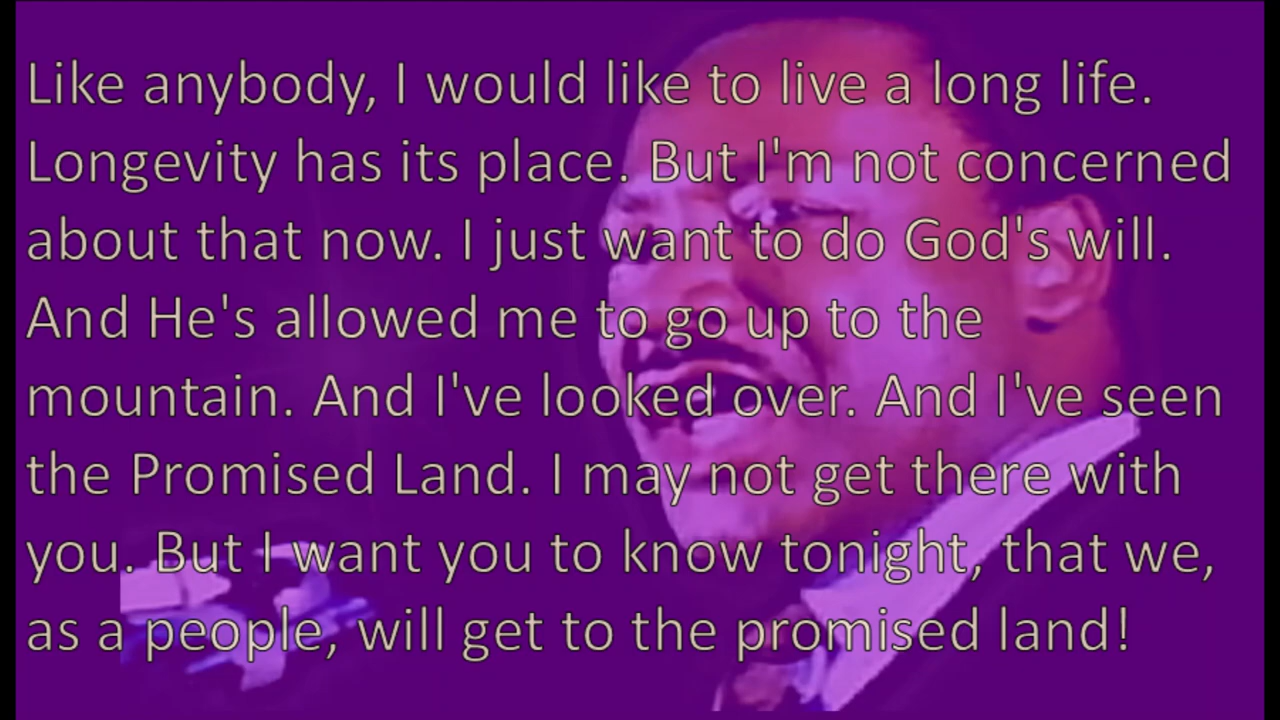 Like anybody, I would like to live a long life.
Longevity has its place. But I'm not concerned
about that now. I just want to do God's will.
And He's allowed me to go up to the
mountain. And I've looked over. And I've seen
the Promised Land. I may not get there with
you. But I want you to know tonight, that we,
as a people, will get to the promised land!